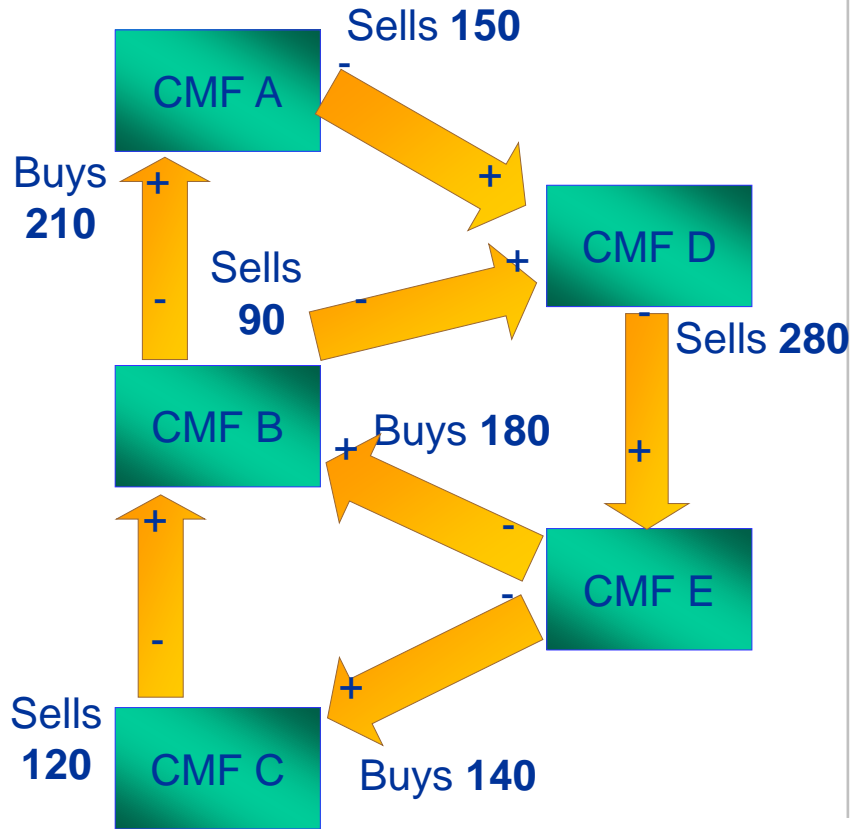 Sells 150
-
CMF A
Buys
210
+
+
CMF D
Sells
90
-
-
+
-
Sells 280
CMF B
+
Buys 180
+
+
-
CMF E
-
-
+
Sells
120
CMF C
Buys 140